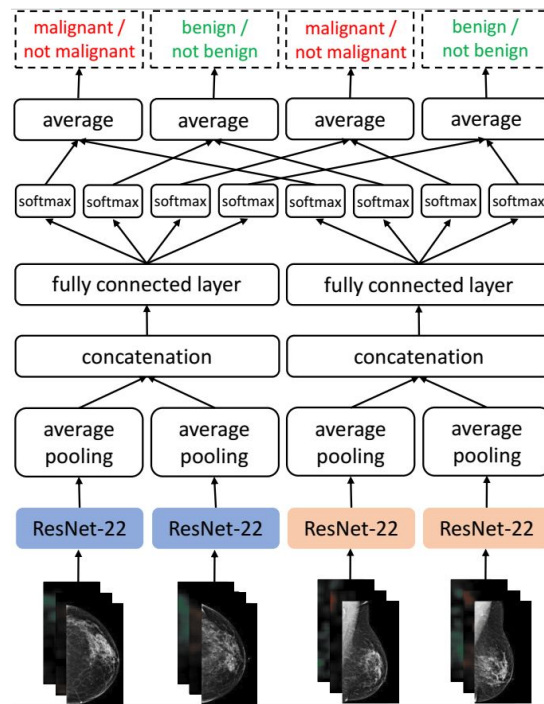 malignant / not malignant
benign / not benign
malignant / not malignant
benign / not benign
average
average
average
average
softmax
softmax
softmax
softmax
softmax
softmax
softmax
softmax
fully connected layer
fully connected layer
concatenation
concatenation
average pooling
average pooling
average pooling
average pooling
ResNet-22
ResNet-22
ResNet-22
ResNet-22